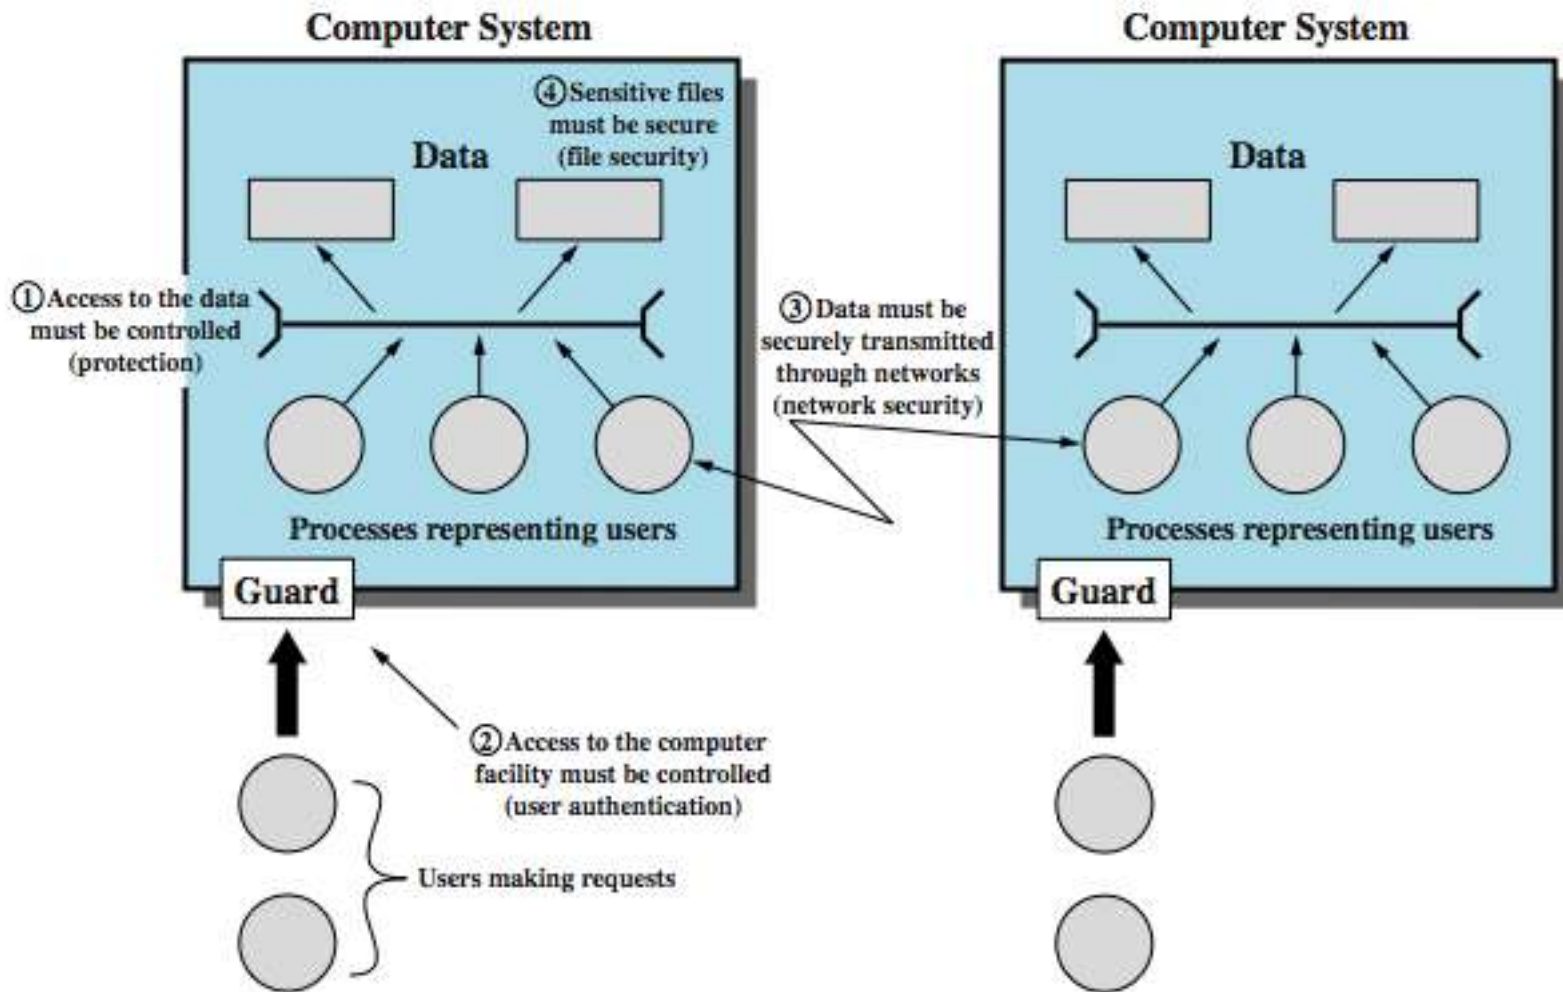 Computer System
④Sensitive files
must be secure
(file security)
Data
①Access to the data
must be controlled
(protection)
Processes representing users
Guard
②Access to the computer
facility must be controlled
(user authentication)
Users making requests
③Data must be
securely transmitted
through networks
(network security)
Computer System
Data
Processes representing users
Guard